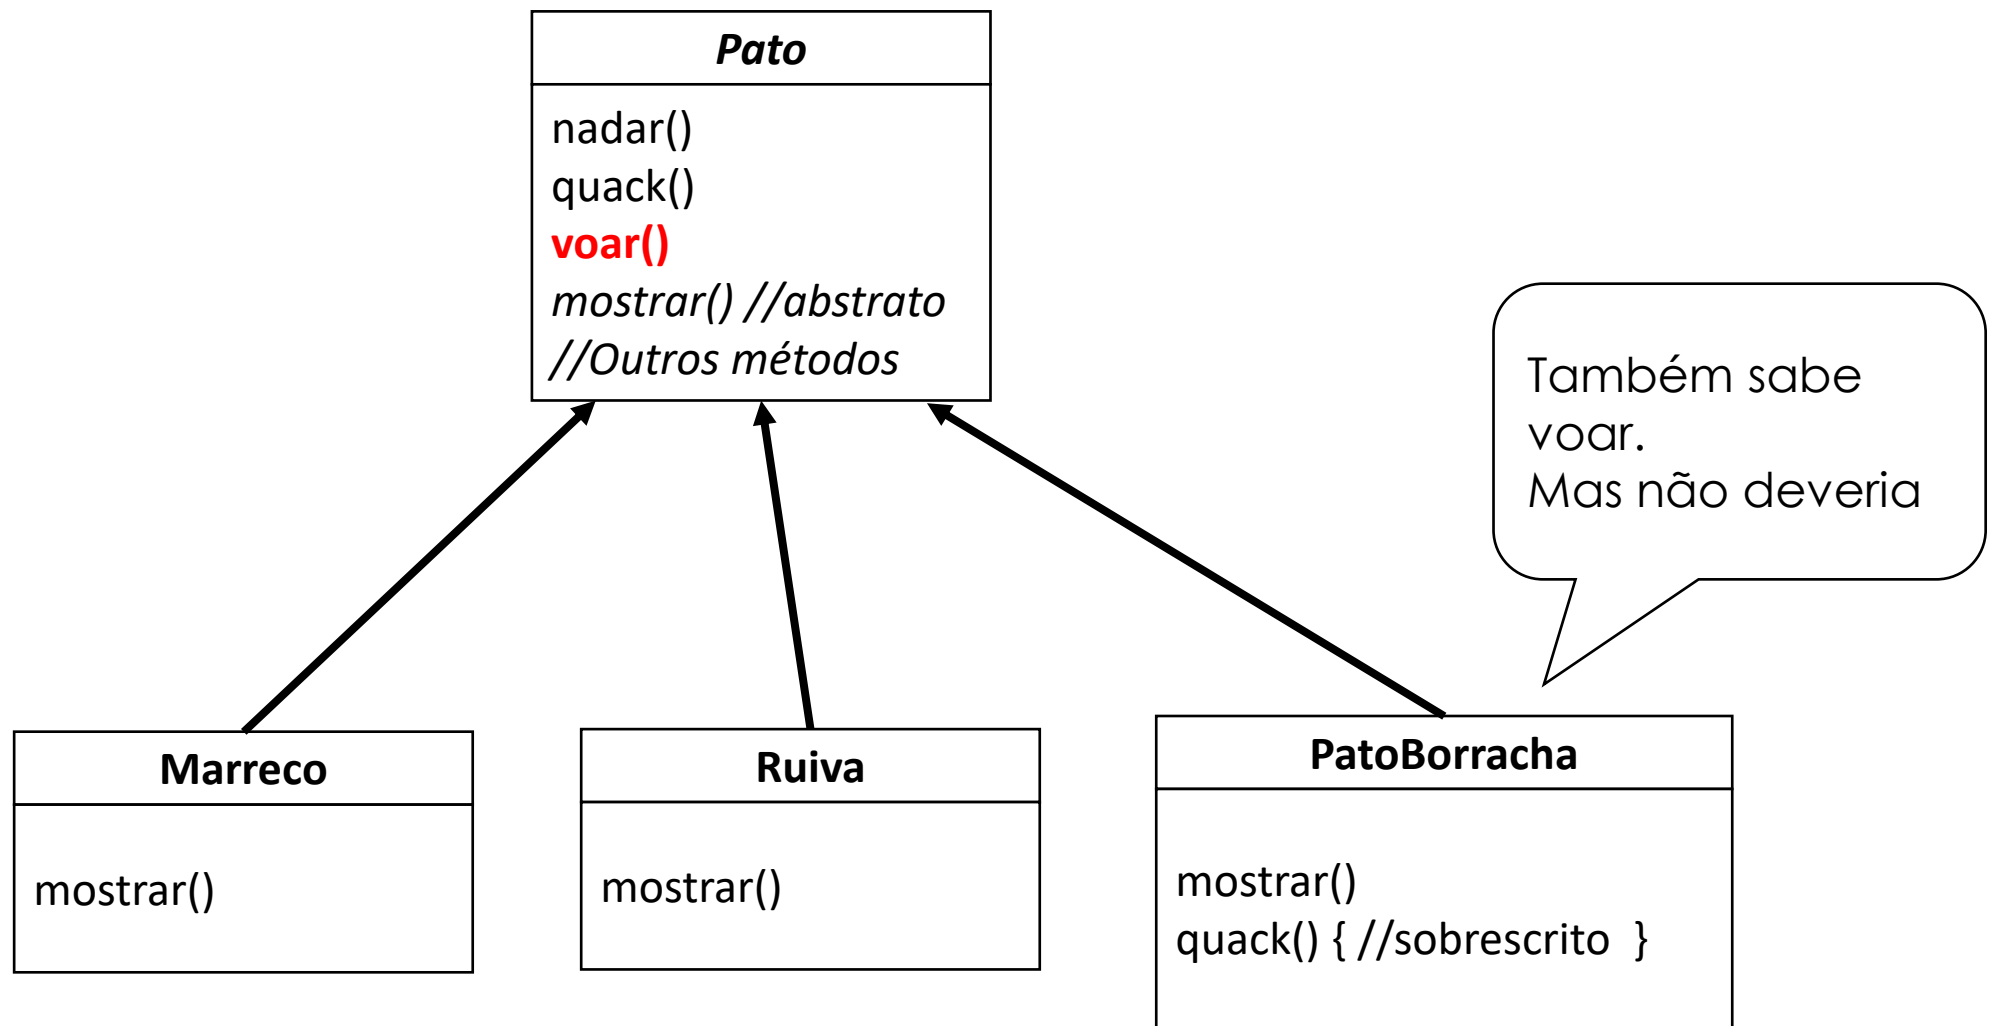 Pato
nadar()
quack()
voar()
mostrar() //abstrato
//Outros métodos
Também sabe
voar.
Mas não deveria
Marreco
mostrar()
Ruiva
mostrar()
PatoBorracha
mostrar()
quack() { //sobrescrito  }